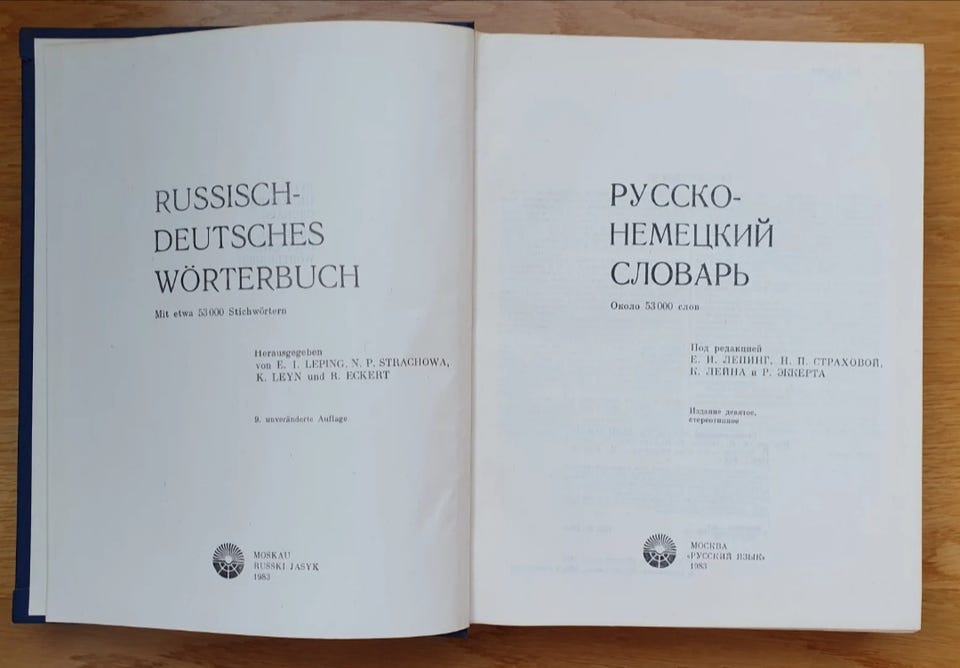 RUSSISCH-
DEUTSCHES
WÖRTERBUCH
Mit etwa 53 000 Stichwörtern
Herausgegeben
von E. I. LEPING, N. P. STRACHOWA,
K. LEYN und R. ECKERT
9. unveränderte Auflage
MOSKAU
RUSSKI JASYK
1983
РУССКО-
НЕМЕЦКИЙ
СЛОВАРЬ
Около 53 000 слов
Под редакцией
Е. И. ЛЕПИНГ, Н. П. СТРАХОВОЙ,
К. ЛЕЙНА и Р. ЭККЕРТА
Издание девятое,
стереотипное
МОСКВА
«РУССКИЙ ЯЗЫК»
1983